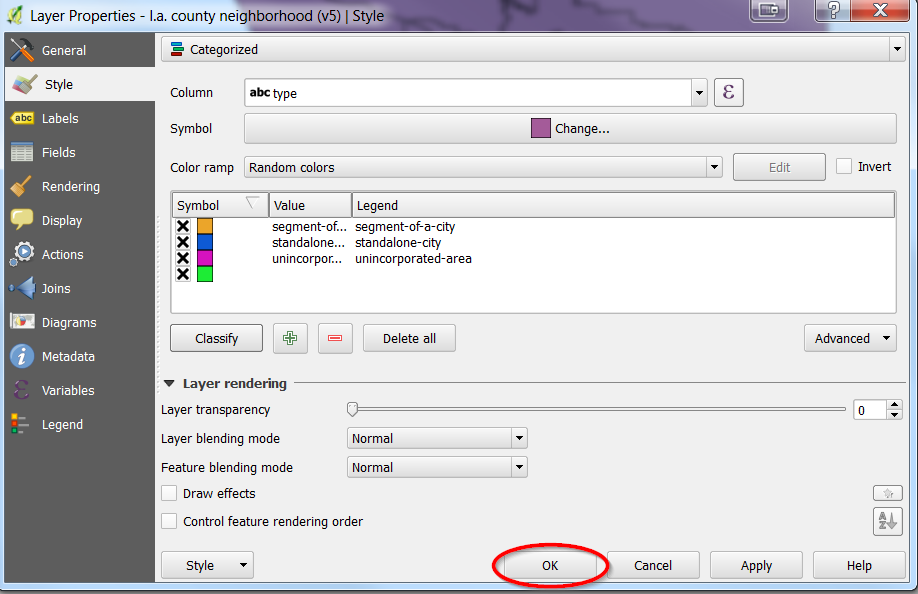 Layer Properties - l.a. county neighborhood (v5) | Style
General
Style
Labels
Fields
Rendering
Display
Actions
Joins
Diagrams
Metadata
Variables
Legend
Categorized
Column abc type ε
Symbol Change...
Color ramp Random colors Edit Invert
Symbol Value Legend
segment-of... segment-of-a-city
standalone... standalone-city
unincorpor... unincorporated-area
Classify Delete all Advanced
Layer rendering
Layer transparency 0
Layer blending mode Normal
Feature blending mode Normal
Draw effects
Control feature rendering order
Style OK Cancel Apply Help